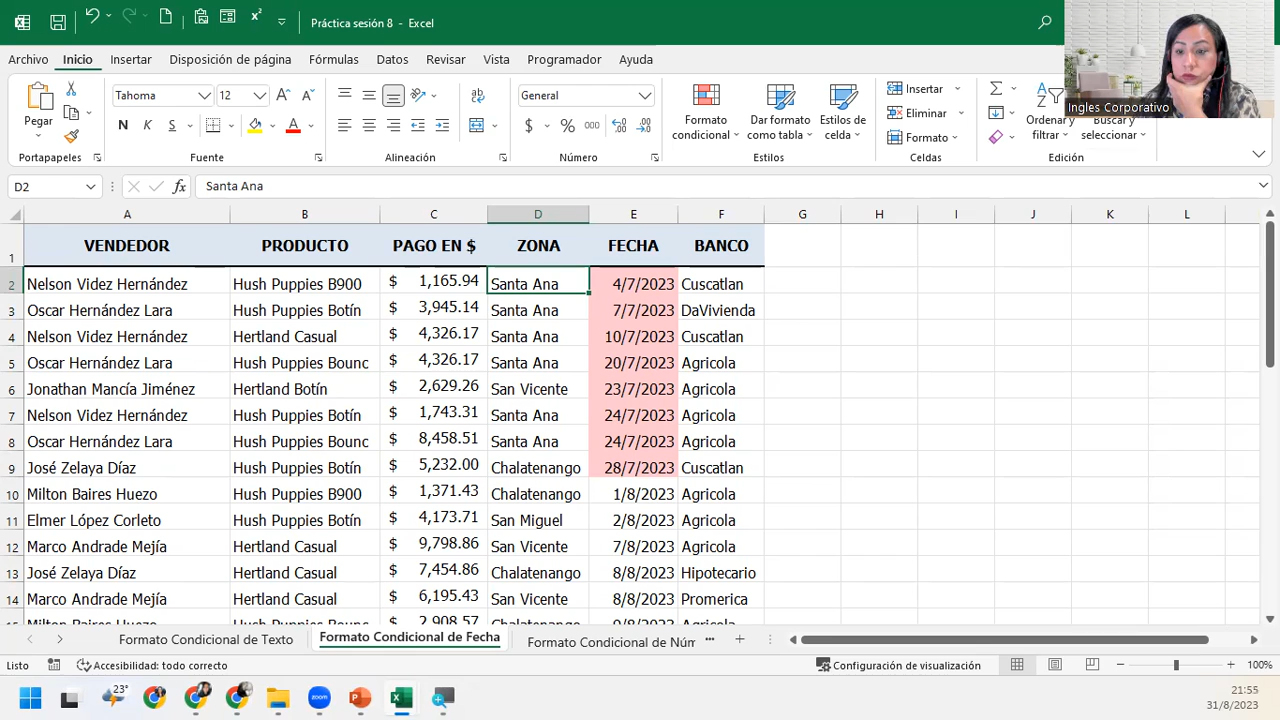 Práctica sesión 8 - Excel
Ingles Corporativo
Archivo Inicio Insertar Disposición de página Fórmulas Datos Revisar Vista Programador Ayuda
Pegar
Portapapeles
Tahoma 12
Fuente
Alineación
General
Número
Formato condicional
Dar formato como tabla
Estilos de celda
Estilos
Insertar
Eliminar
Formato
Celdas
Ordenar y filtrar
Buscar y seleccionar
Edición
D2 fx Santa Ana
A B C D E F G H I J K L
1 VENDEDOR PRODUCTO PAGO EN $ ZONA FECHA BANCO
2 Nelson Videz Hernández Hush Puppies B900 $ 1,165.94 Santa Ana 4/7/2023 Cuscatlan
3 Oscar Hernández Lara Hush Puppies Botín $ 3,945.14 Santa Ana 7/7/2023 DaVivienda
4 Nelson Videz Hernández Hertland Casual $ 4,326.17 Santa Ana 10/7/2023 Cuscatlan
5 Oscar Hernández Lara Hush Puppies Bounc $ 4,326.17 Santa Ana 20/7/2023 Agricola
6 Jonathan Mancía Jiménez Hertland Botín $ 2,629.26 San Vicente 23/7/2023 Agricola
7 Nelson Videz Hernández Hush Puppies Botín $ 1,743.31 Santa Ana 24/7/2023 Agricola
8 Oscar Hernández Lara Hush Puppies Bounc $ 8,458.51 Santa Ana 24/7/2023 Agricola
9 José Zelaya Díaz Hush Puppies Botín $ 5,232.00 Chalatenango 28/7/2023 Cuscatlan
10 Milton Baires Huezo Hush Puppies B900 $ 1,371.43 Chalatenango 1/8/2023 Agricola
11 Elmer López Corleto Hush Puppies Botín $ 4,173.71 San Miguel 2/8/2023 Agricola
12 Marco Andrade Mejía Hertland Casual $ 9,798.86 San Vicente 7/8/2023 Agricola
13 José Zelaya Díaz Hertland Casual $ 7,454.86 Chalatenango 8/8/2023 Hipotecario
14 Marco Andrade Mejía Hertland Casual $ 6,195.43 San Vicente 8/8/2023 Promerica
Formato Condicional de Texto Formato Condicional de Fecha Formato Condicional de Núm ...
Listo Accesibilidad: todo correcto Configuración de visualización 100%
23° zoom
21:55
31/8/2023